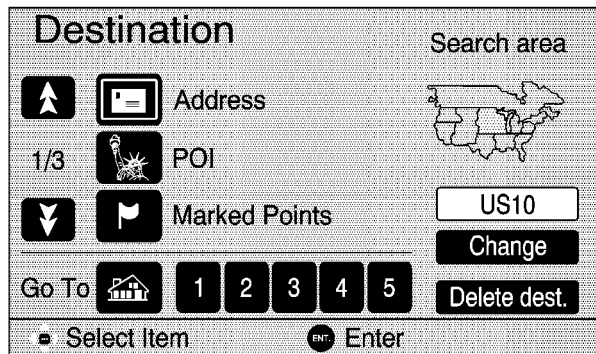 Destination
Search area
Address
1/3
POI
Marked Points
US10
Change
Go To 1 2 3 4 5
Delete dest.
Select Item
ENT. Enter